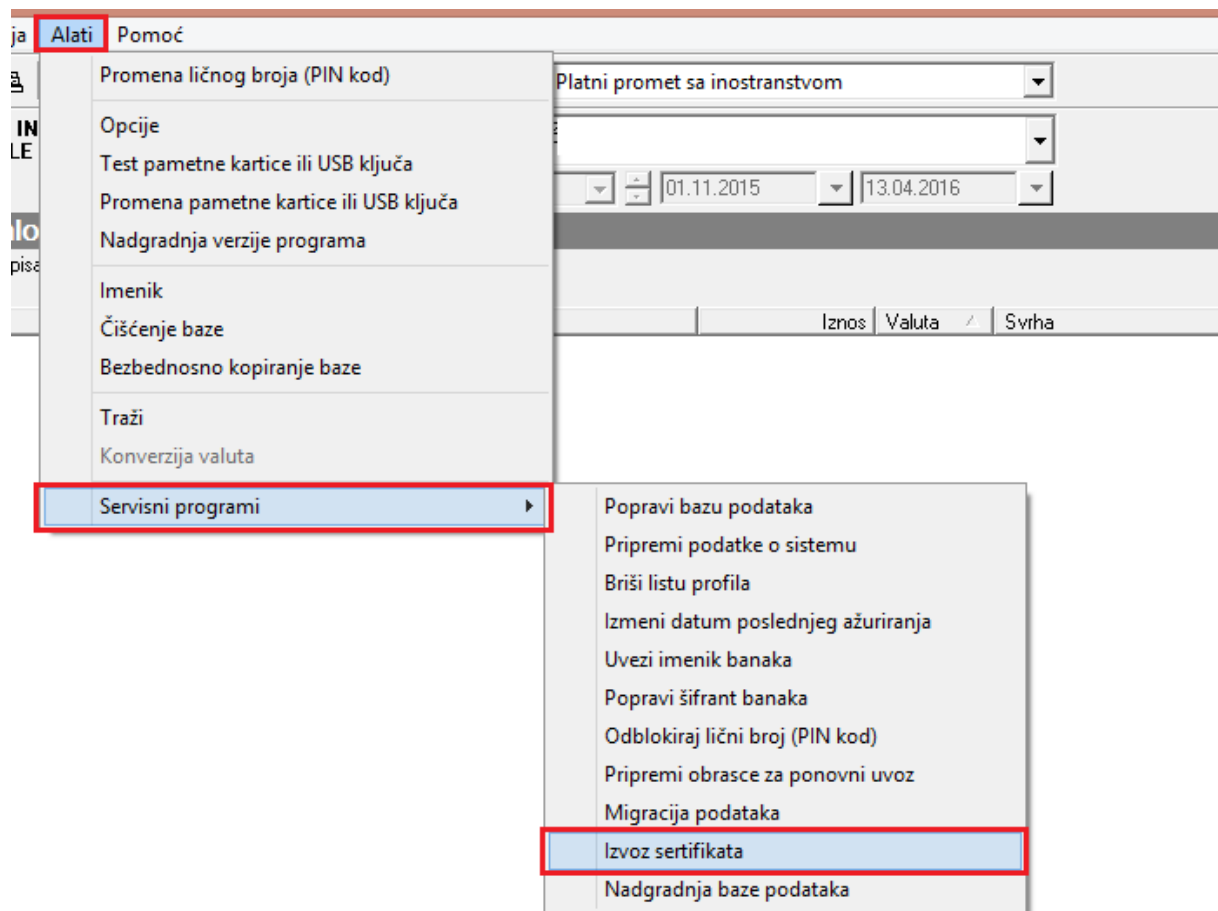 ja Alati Pomoć
Promena ličnog broja (PIN kod)
Platni promet sa inostranstvom
IN
LE
Opcije
Test pametne kartice ili USB ključa
Promena pametne kartice ili USB ključa
01.11.2015 13.04.2016
Nadgradnja verzije programa
lo
pisa
Imenik
Čišćenje baze
Iznos Valuta Svrha
Bezbednosno kopiranje baze
Traži
Konverzija valuta
Servisni programi
Popravi bazu podataka
Pripremi podatke o sistemu
Briši listu profila
Izmeni datum poslednjeg ažuriranja
Uvezi imenik banaka
Popravi šifrant banaka
Odblokiraj lični broj (PIN kod)
Pripremi obrasce za ponovni uvoz
Migracija podataka
Izvoz sertifikata
Nadgradnja baze podataka